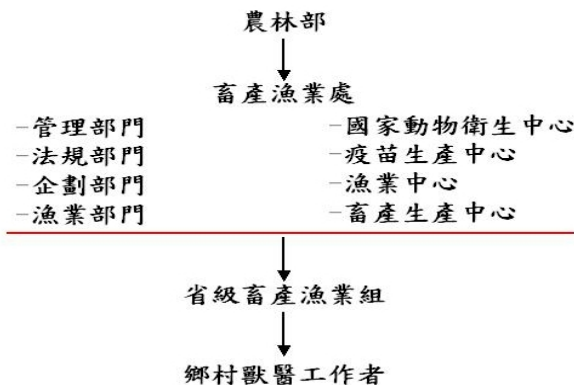 農林部
畜產漁業處
–管理部門
–法規部門
–企劃部門
–漁業部門
–國家動物衛生中心
–疫苗生產中心
–漁業中心
–畜產生產中心
省級畜產漁業組
鄉村獸醫工作者